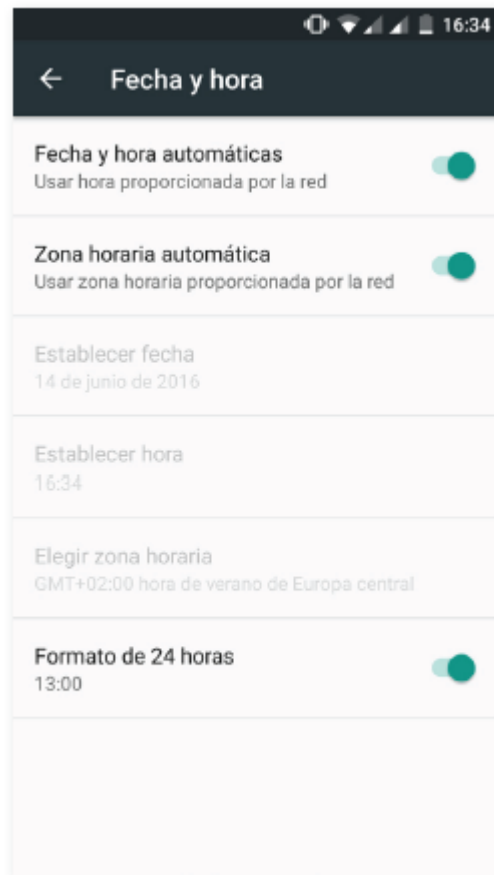 16:34
Fecha y hora
Fecha y hora automáticas
Usar hora proporcionada por la red
Zona horaria automática
Usar zona horaria proporcionada por la red
Establecer fecha
14 de junio de 2016
Establecer hora
16:34
Elegir zona horaria
GMT+02:00 hora de verano de Europa central
Formato de 24 horas
13:00